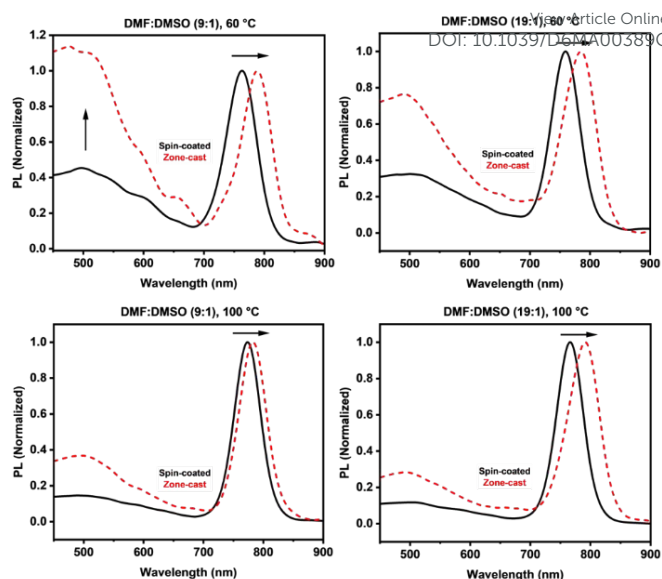 View Article Online
DOI: 10.1039/D6MA00389C
DMF:DMSO (9:1), 60 °C
PL (Normalized)
1.2
1.0
0.8
0.6
0.4
0.2
0.0
Spin-coated
Zone-cast
500 600 700 800 900
Wavelength (nm)
DMF:DMSO (19:1), 60 °C
PL (Normalized)
1.0
0.8
0.6
0.4
0.2
0.0
Spin-coated
Zone-cast
500 600 700 800 900
Wavelength (nm)
DMF:DMSO (9:1), 100 °C
PL (Normalized)
1.0
0.8
0.6
0.4
0.2
0.0
Spin-coated
Zone-cast
500 600 700 800 900
Wavelength (nm)
DMF:DMSO (19:1), 100 °C
PL (Normalized)
1.0
0.8
0.6
0.4
0.2
0.0
Spin-coated
Zone-cast
500 600 700 800 900
Wavelength (nm)